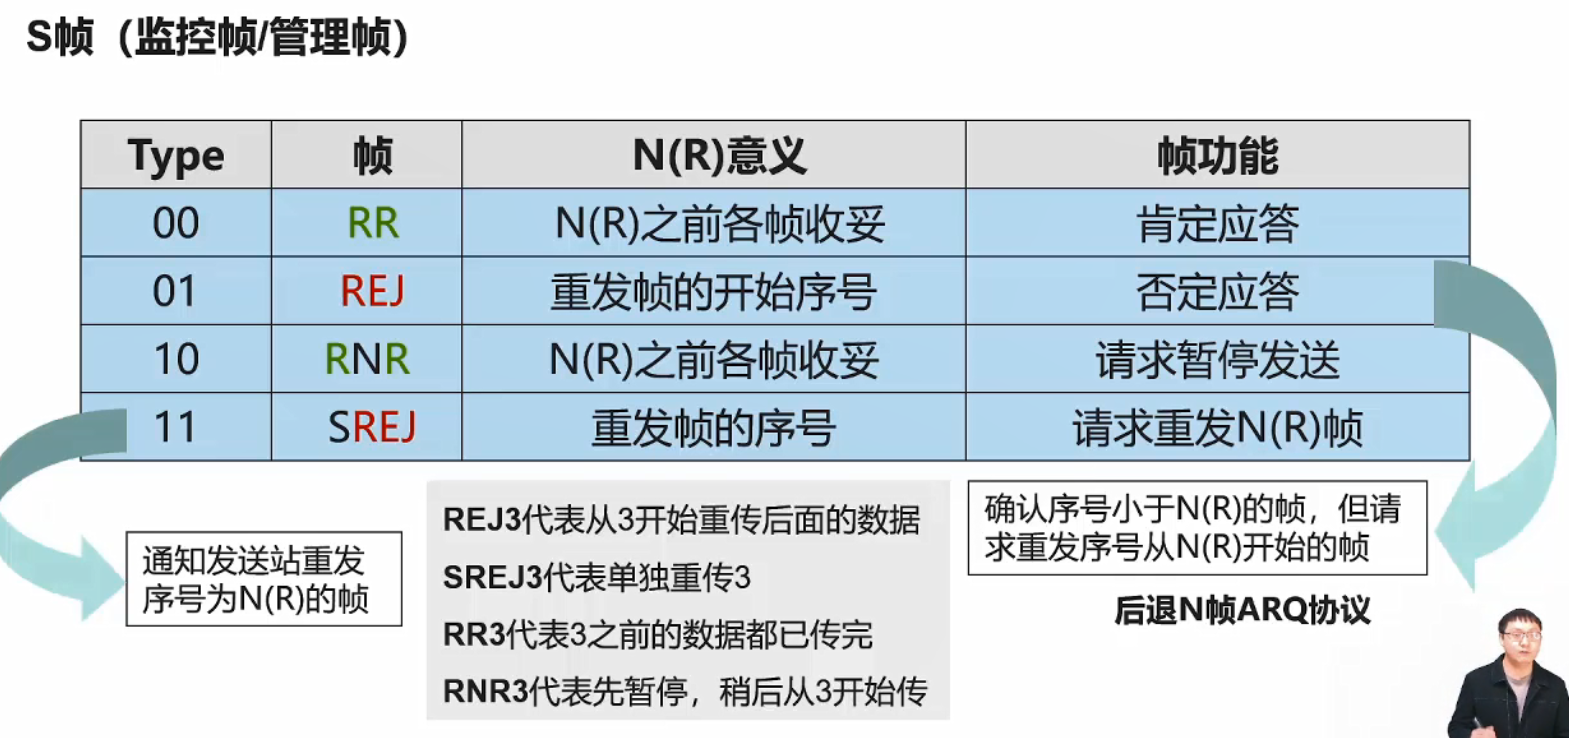 S帧（监控帧/管理帧）
Type 帧 N(R)意义 帧功能
00 RR N(R)之前各帧收妥 肯定应答
01 REJ 重发帧的开始序号 否定应答
10 RNR N(R)之前各帧收妥 请求暂停发送
11 SREJ 重发帧的序号 请求重发N(R)帧
通知发送站重发
序号为N(R)的帧
REJ3代表从3开始重传后面的数据
SREJ3代表单独重传3
RR3代表3之前的数据都已传完
RNR3代表先暂停，稍后从3开始传
确认序号小于N(R)的帧，但请
求重发序号从N(R)开始的帧
后退N帧ARQ协议